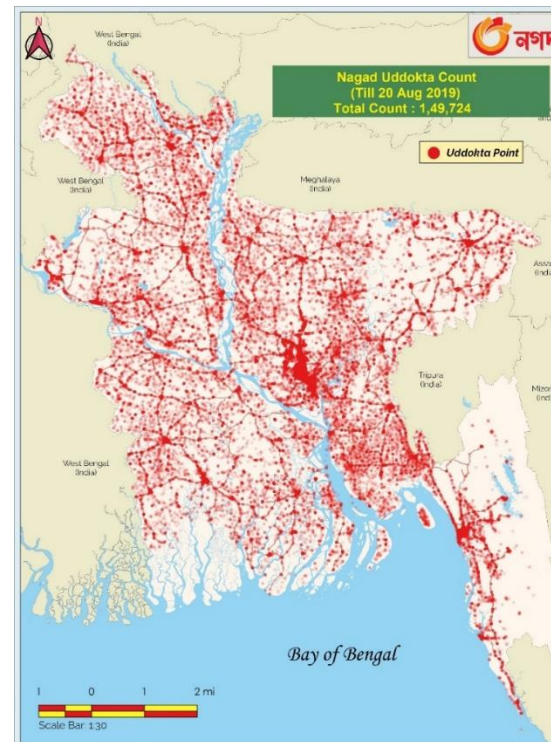 West Bengal
(India)
নগদ
Nagad Uddokta Count
(Till 20 Aug 2019)
Total Count : 1,49,724
Uddokta Point
West Bengal
(India)
Meghalaya
(India)
Tripura
(India)
West Bengal
(India)
Bay of Bengal
1 0 1 2 mi
Scale Bar: 1:30